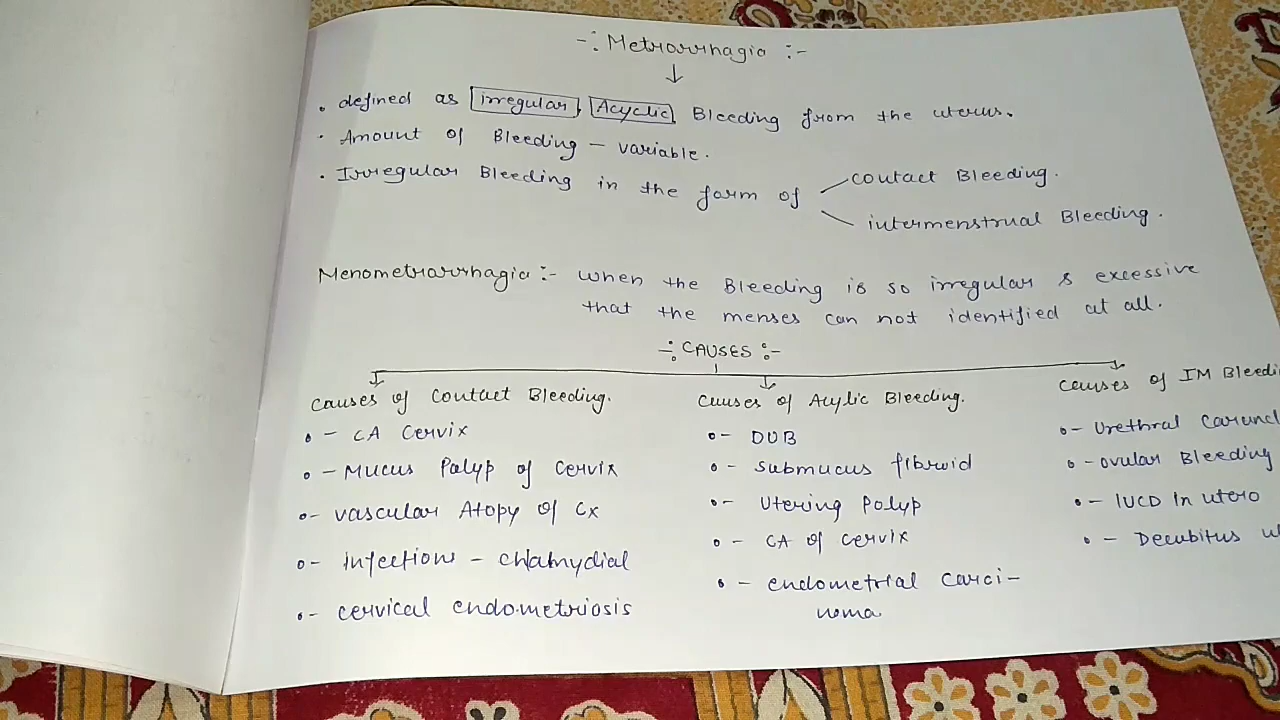 -: Metrorrhagia :-
• defined as irregular, Acyclic Bleeding from the uterus.
• Amount of Bleeding – variable.
• Irregular Bleeding in the form of
contact Bleeding.
intermenstrual Bleeding.
Menometrorrhagia :- when the Bleeding is so irregular & excessive
that the menses can not identified at all.
-: CAUSES :-
Causes of Contact Bleeding.
- CA Cervix
- Mucus Polyp of Cervix
- vascular Atopy of Cx
- Infections - chlamydial
- cervical endometriosis
Causes of Acylic Bleeding.
- DUB
- submucus fibroid
- Utering Polyp
- CA of cervix
- endometrial Carci-
noma
Causes of IM Bleedi
- Urethral Carunc
- ovular Bleeding
- IUCD In utero
- Decubitus